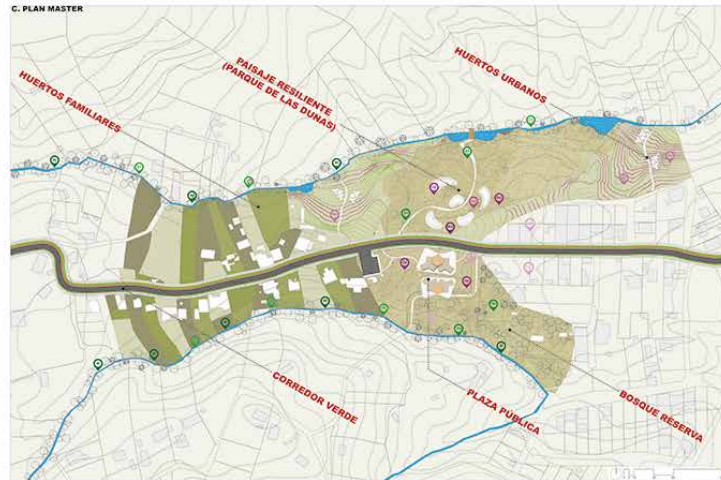 C. PLAN MASTER
HUERTOS FAMILIARES
PAISAJE RESILIENTE
(PARQUE DE LAS DUNAS)
HUERTOS URBANOS
CORREDOR VERDE
PLAZA PÚBLICA
BOSQUE RESERVA